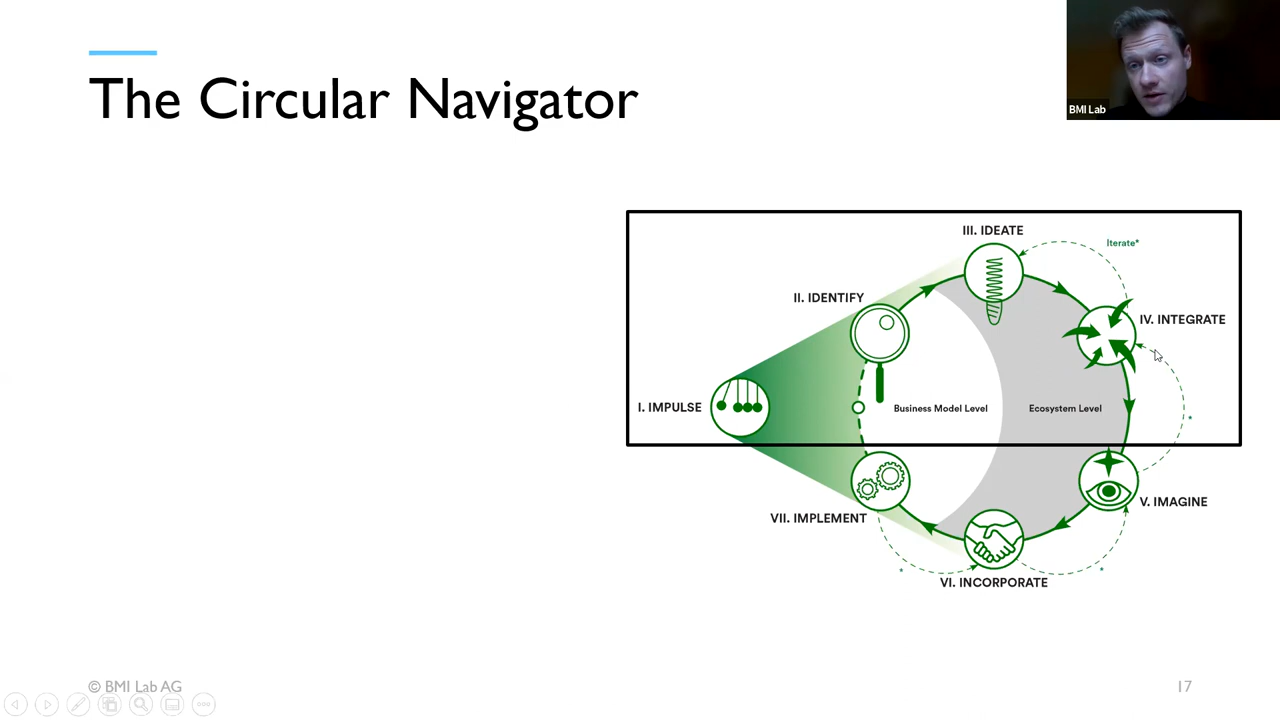 The Circular Navigator
BMI Lab
III. IDEATE
Iterate*
II. IDENTIFY
IV. INTEGRATE
I. IMPULSE
Business Model Level
Ecosystem Level
*
V. IMAGINE
VII. IMPLEMENT
*
*
VI. INCORPORATE
© BMI Lab AG
17